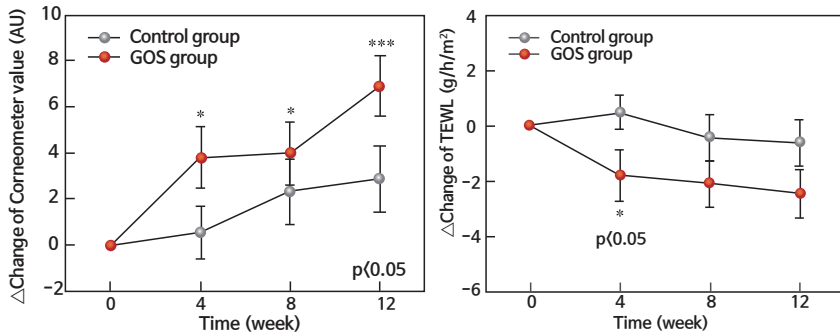 △Change of Corneometer value (AU)
10
8
6
4
2
0
−2
Control group
GOS group
*
*
***
p⟨0.05
0
4
8
12
Time (week)
△Change of TEWL (g/h/m²)
4
2
0
−2
−4
−6
Control group
GOS group
*
p⟨0.05
0
4
8
12
Time (week)